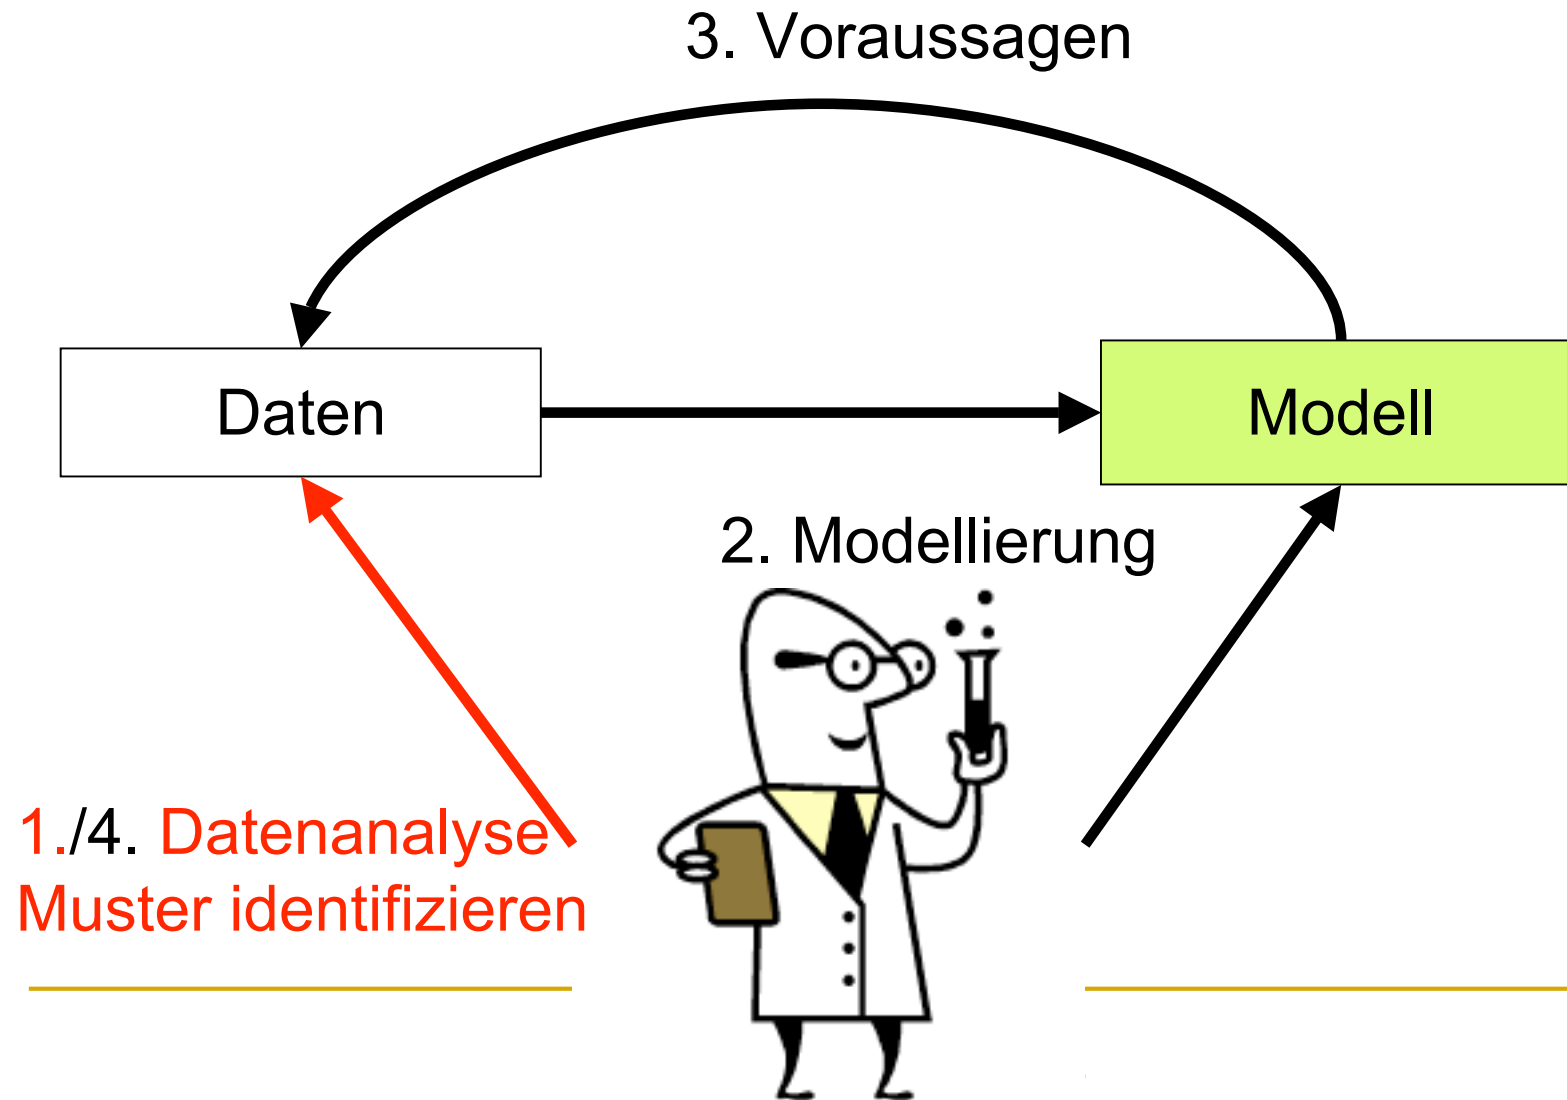 3. Voraussagen
Daten
Modell
2. Modellierung
1./4. Datenanalyse
Muster identifizieren